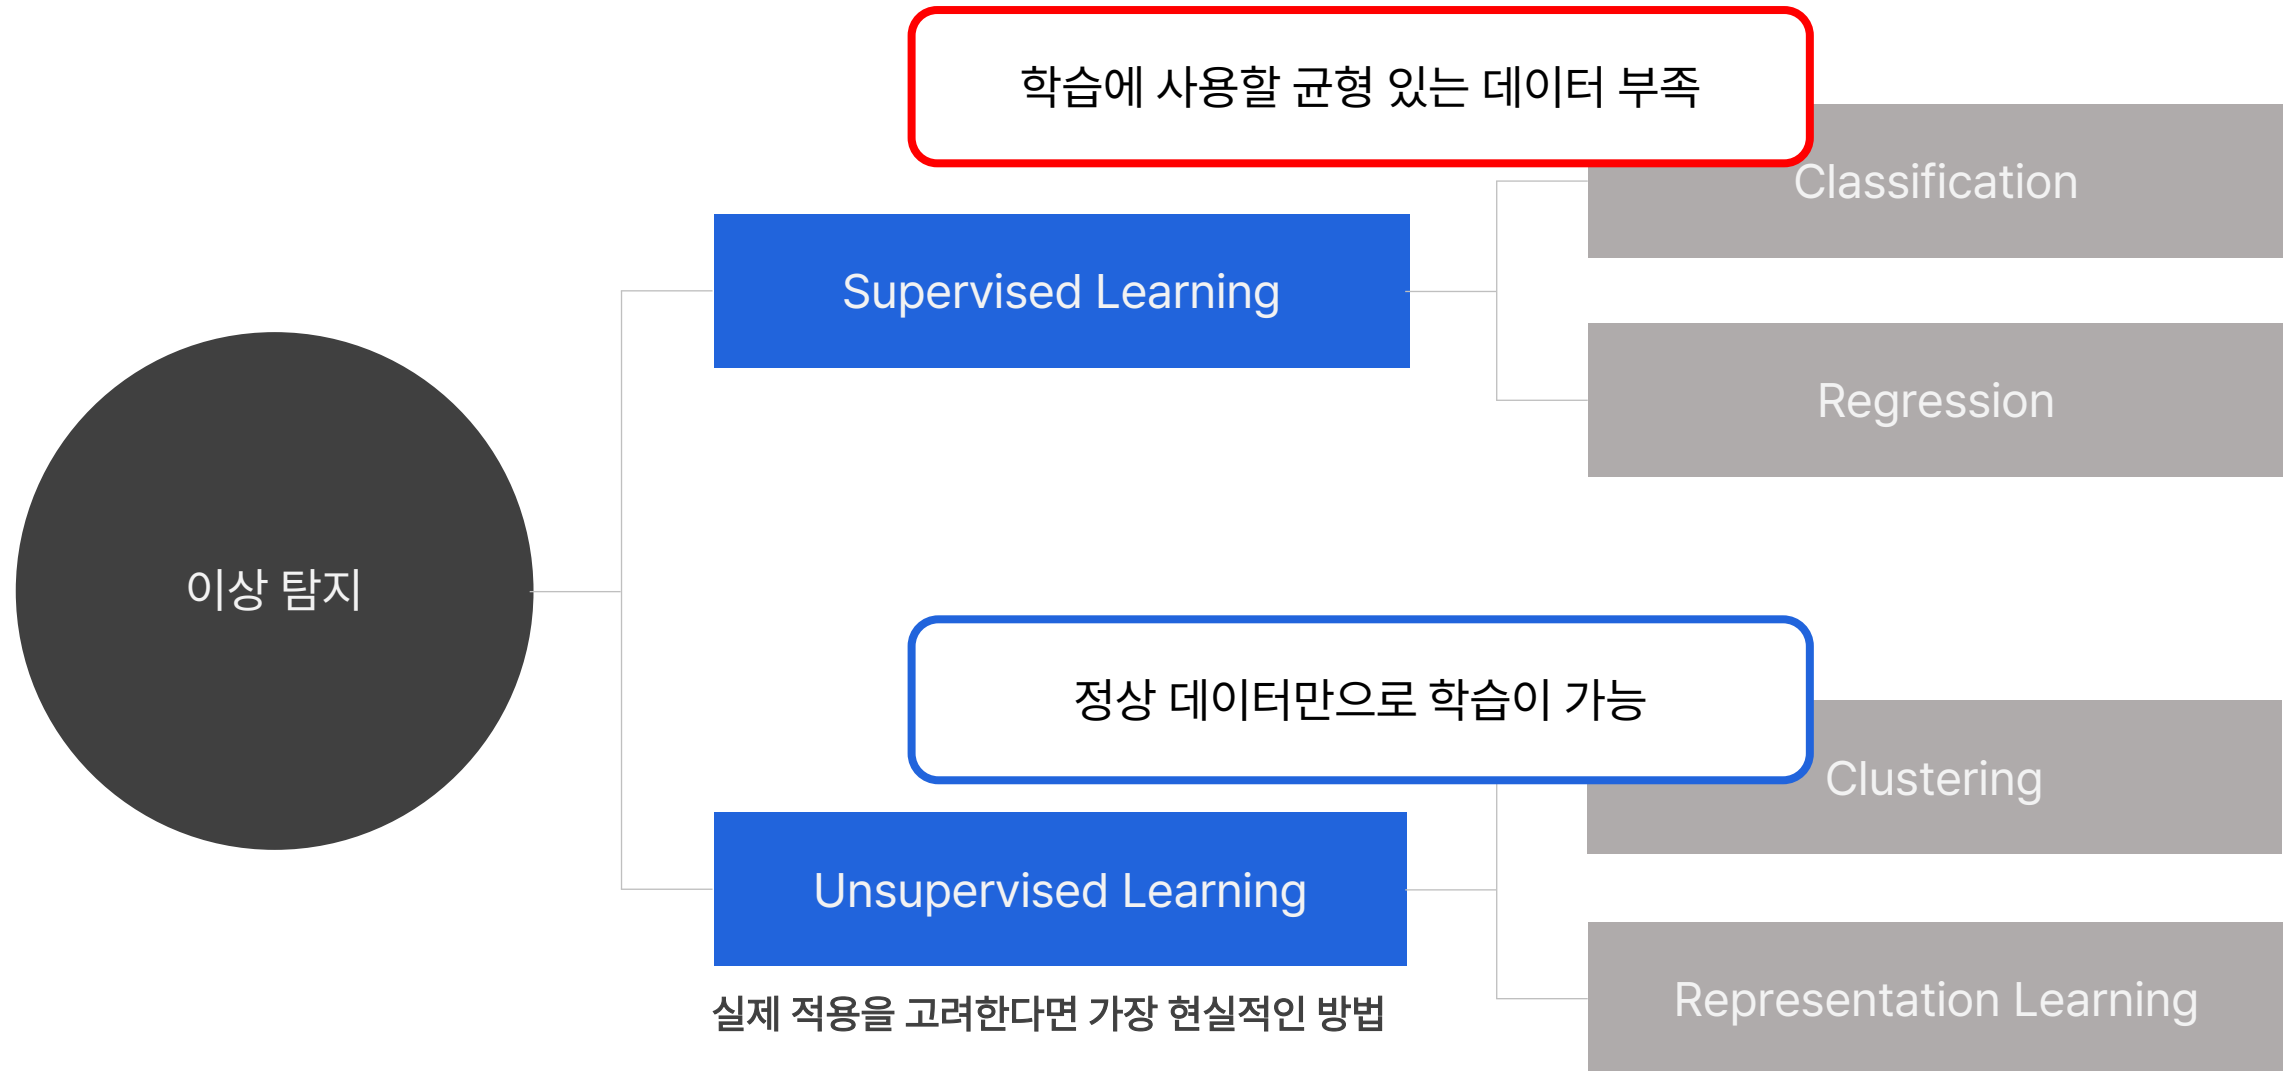 학습에 사용할 균형 있는 데이터 부족
Classification
Supervised Learning
Regression
이상 탐지
정상 데이터만으로 학습이 가능
Clustering
Unsupervised Learning
Representation Learning
실제 적용을 고려한다면 가장 현실적인 방법